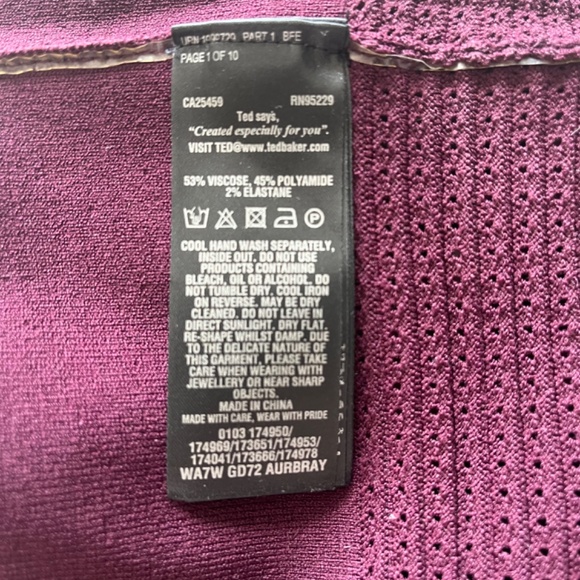 PART 1 BFE
PAGE 1 OF 10
CA25459 RN95229
Ted says,
"Created especially for you".
VISIT TED@www.tedbaker.com
53% VISCOSE, 45% POLYAMIDE
2% ELASTANE
P
COOL HAND WASH SEPARATELY,
INSIDE OUT. DO NOT USE
PRODUCTS CONTAINING
BLEACH, OIL OR ALCOHOL. DO
NOT TUMBLE DRY. COOL IRON
ON REVERSE. MAY BE DRY
CLEANED. DO NOT LEAVE IN
DIRECT SUNLIGHT. DRY FLAT.
RE-SHAPE WHILST DAMP. DUE
TO THE DELICATE NATURE OF
THIS GARMENT, PLEASE TAKE
CARE WHEN WEARING WITH
JEWELLERY OR NEAR SHARP
OBJECTS.
MADE IN CHINA
MADE WITH CARE, WEAR WITH PRIDE
0103 174950/
174969/173651/174953/
174041/173666/174978
WA7W GD72 AURBRAY